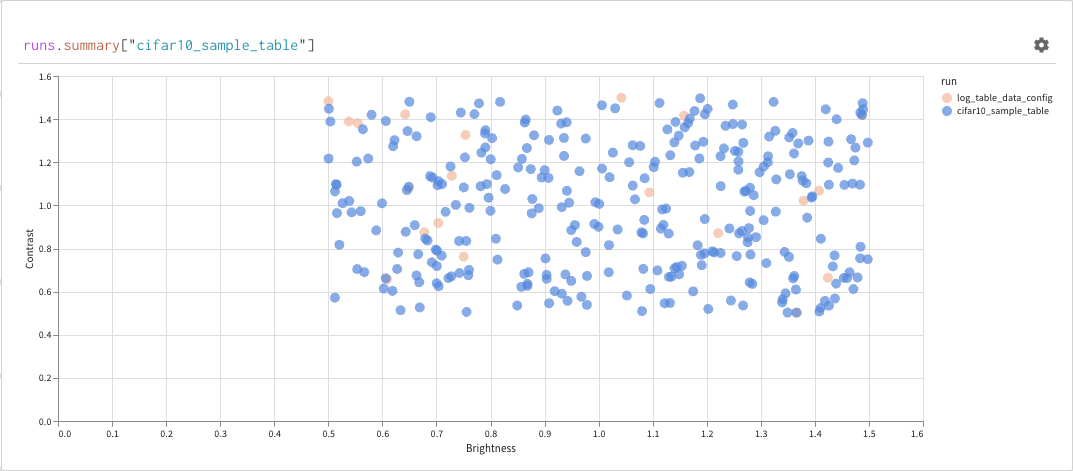 runs.summary["cifar10_sample_table"]
run
log_table_data_config
cifar10_sample_table
Contrast
1.6
1.4
1.2
1.0
0.8
0.6
0.4
0.2
0.0
0.0 0.1 0.2 0.3 0.4 0.5 0.6 0.7 0.8 0.9 1.0 1.1 1.2 1.3 1.4 1.5 1.6
Brightness